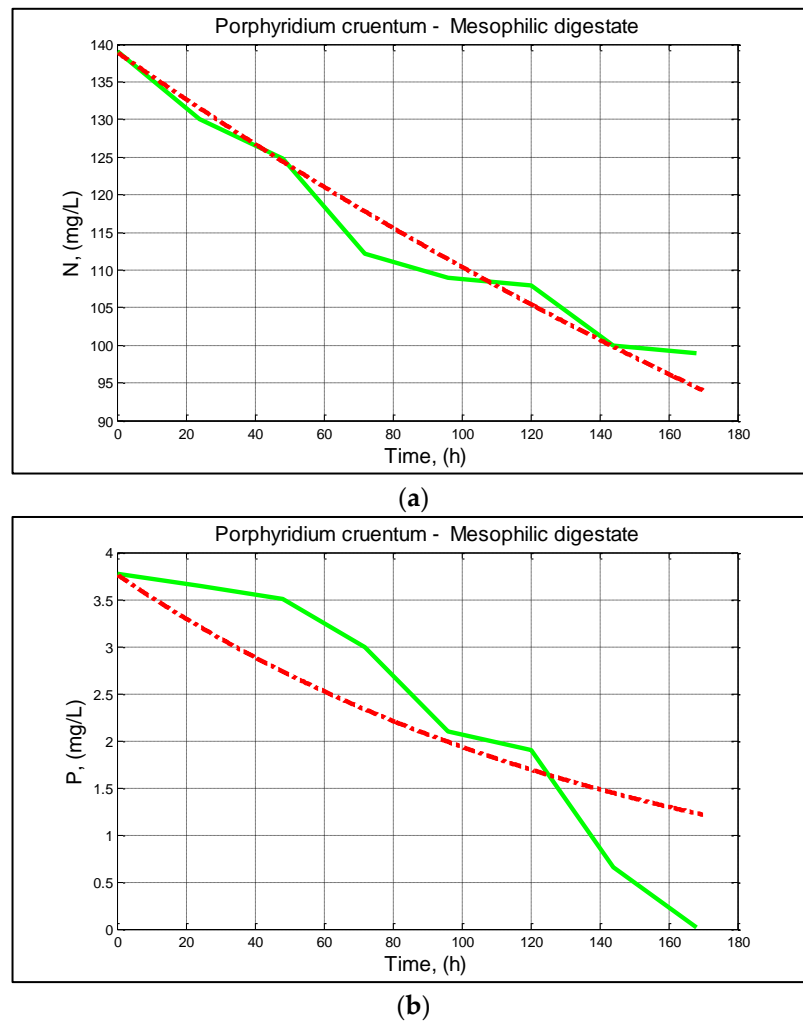 Porphyridium cruentum - Mesophilic digestate
140
135
130
125
120
115
110
105
100
95
90
N, (mg/L)
0 20 40 60 80 100 120 140 160 180
Time, (h)
(a)
Porphyridium cruentum - Mesophilic digestate
4
3.5
3
2.5
2
1.5
1
0.5
0
P, (mg/L)
0 20 40 60 80 100 120 140 160 180
Time, (h)
(b)